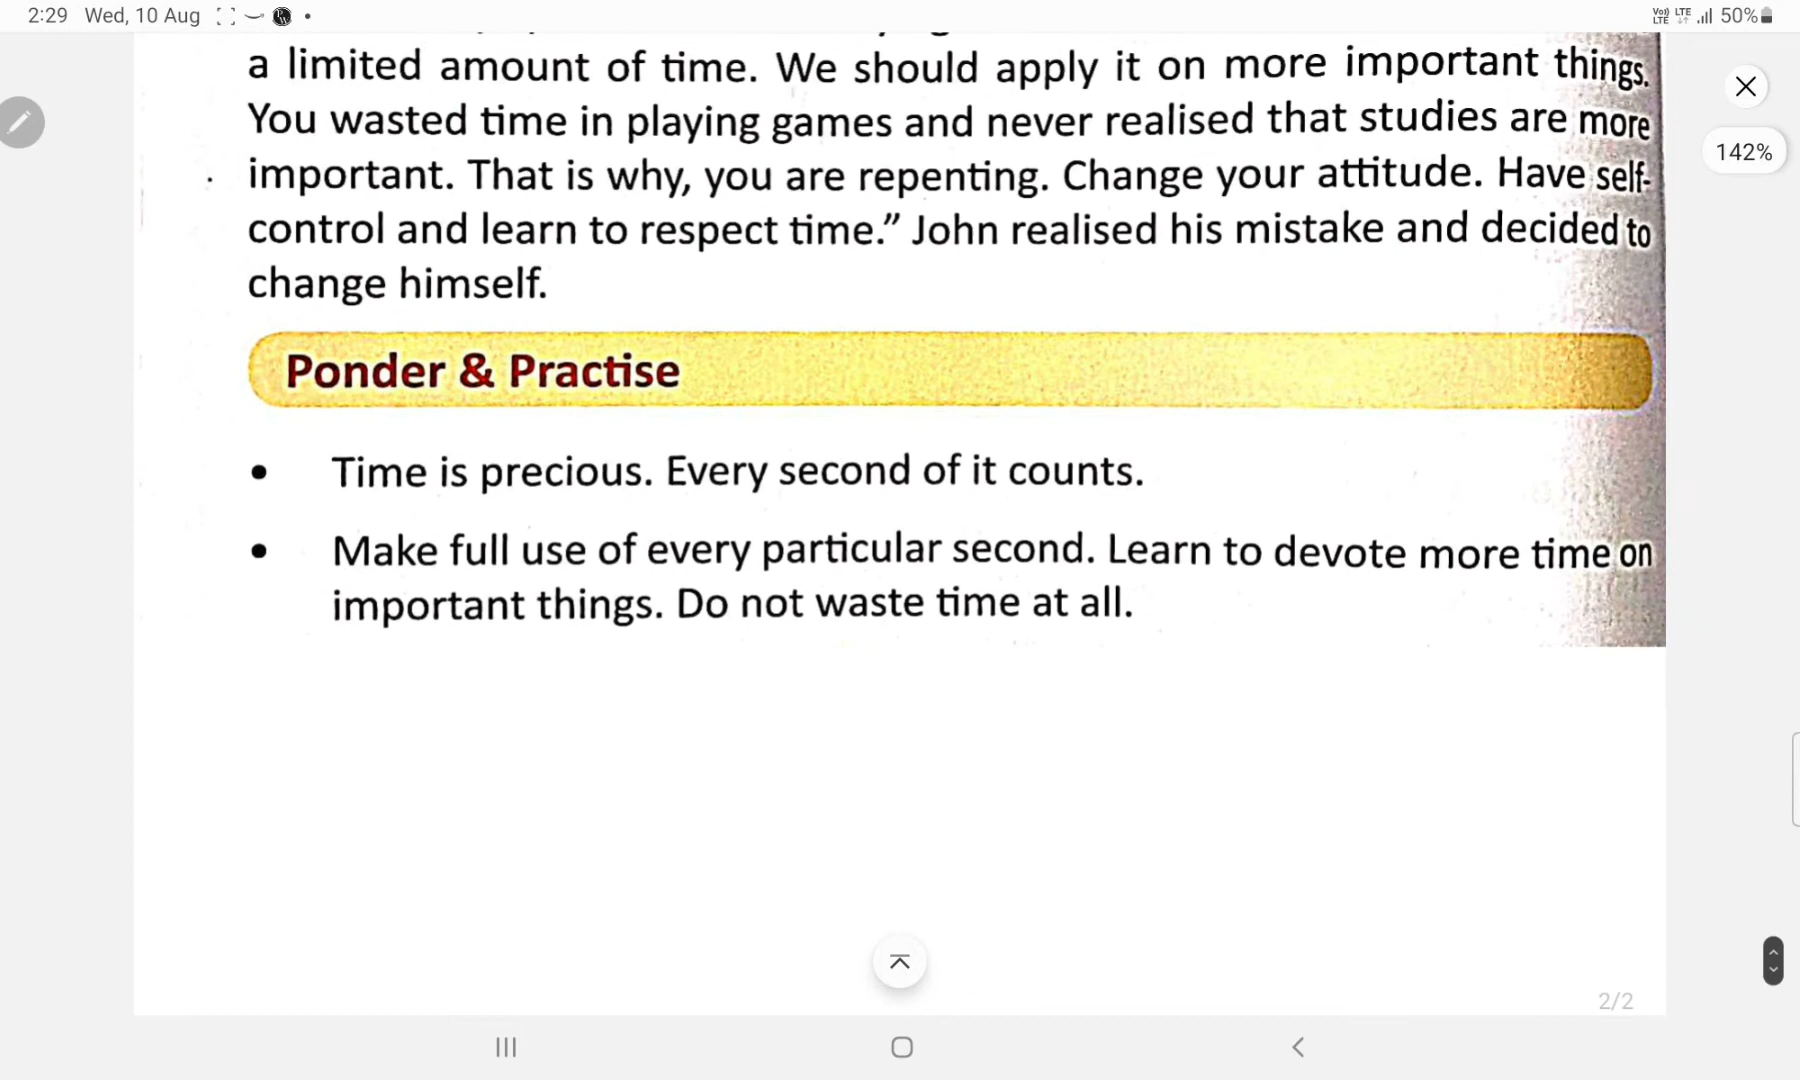 2:29 Wed, 10 Aug
Vo)) LTE LTE 50%
a limited amount of time. We should apply it on more important things.
You wasted time in playing games and never realised that studies are more
important. That is why, you are repenting. Change your attitude. Have self-
control and learn to respect time.” John realised his mistake and decided to
change himself.
Ponder & Practise
• Time is precious. Every second of it counts.
• Make full use of every particular second. Learn to devote more time on
important things. Do not waste time at all.
142%
2/2